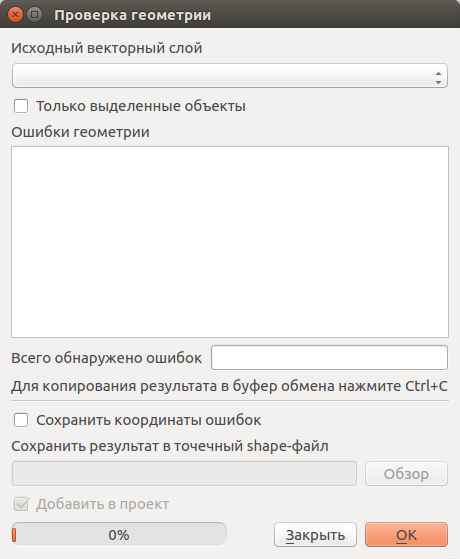 Проверка геометрии
Исходный векторный слой
Только выделенные объекты
Ошибки геометрии
Всего обнаружено ошибок
Для копирования результата в буфер обмена нажмите Ctrl+C
Сохранить координаты ошибок
Сохранить результат в точечный shape-файл
Обзор
Добавить в проект
0% Закрыть OK